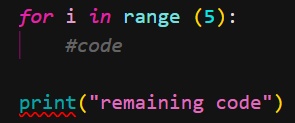 for i in range (5):
    #code
print("remaining code")